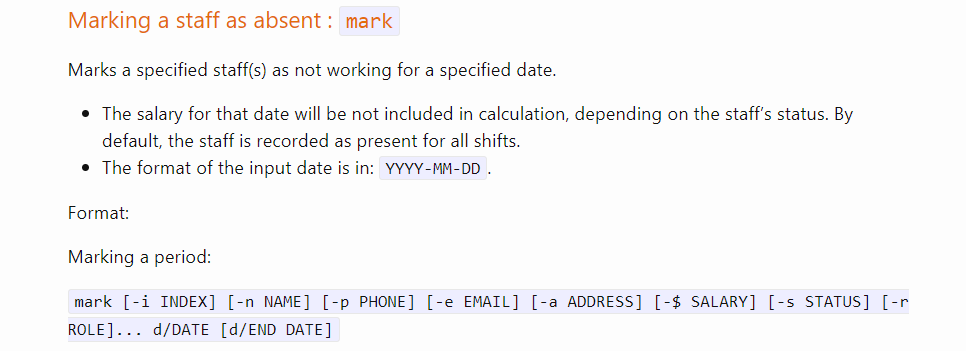 Marking a staff as absent : mark
Marks a specified staff(s) as not working for a specified date.
• The salary for that date will be not included in calculation, depending on the staff’s status. By
default, the staff is recorded as present for all shifts.
• The format of the input date is in: YYYY-MM-DD.
Format:
Marking a period:
mark [-i INDEX] [-n NAME] [-p PHONE] [-e EMAIL] [-a ADDRESS] [-$ SALARY] [-s STATUS] [-r
ROLE]... d/DATE [d/END DATE]